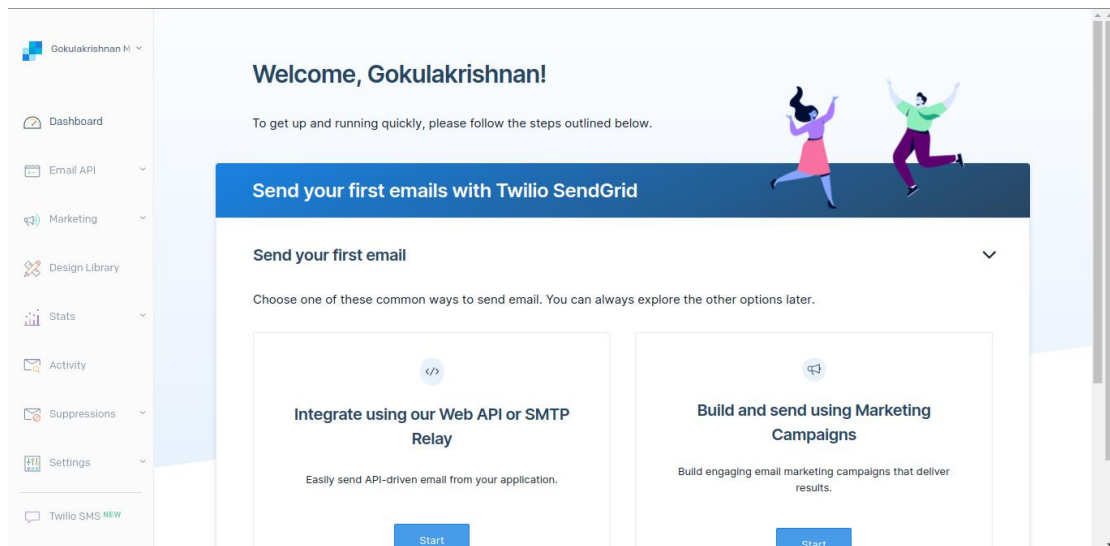 Gokulakrishnan M
Dashboard
Email API
Marketing
Design Library
Stats
Activity
Suppressions
Settings
Twilio SMS NEW
Welcome, Gokulakrishnan!
To get up and running quickly, please follow the steps outlined below.
Send your first emails with Twilio SendGrid
Send your first email
Choose one of these common ways to send email. You can always explore the other options later.
Integrate using our Web API or SMTP
Relay
Easily send API-driven email from your application.
Start
Build and send using Marketing
Campaigns
Build engaging email marketing campaigns that deliver
results.
Start